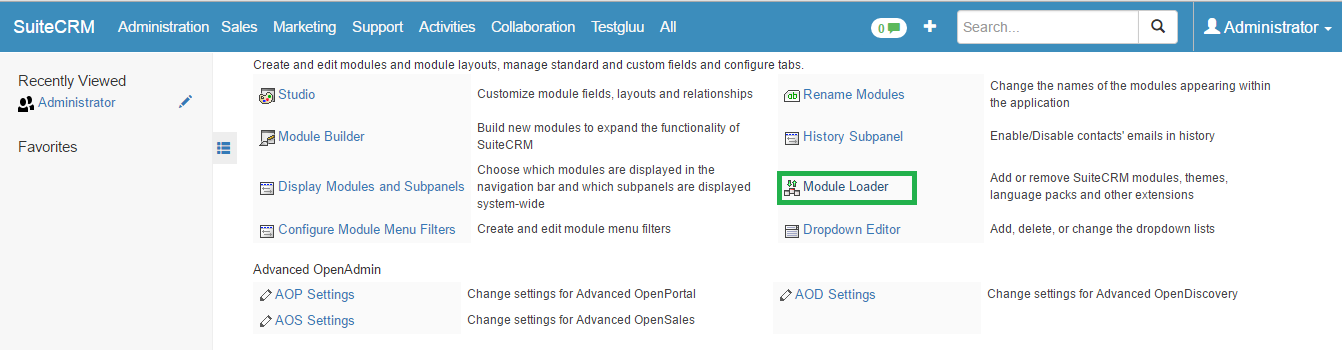 SuiteCRM Administration Sales Marketing Support Activities Collaboration Testgluu All 0 Search... Administrator
Recently Viewed
Administrator
Favorites
Create and edit modules and module layouts, manage standard and custom fields and configure tabs.
Studio
Customize module fields, layouts and relationships
Rename Modules
Change the names of the modules appearing within
the application
Module Builder
Build new modules to expand the functionality of
SuiteCRM
History Subpanel
Enable/Disable contacts' emails in history
Display Modules and Subpanels
Choose which modules are displayed in the
navigation bar and which subpanels are displayed
system-wide
Module Loader
Add or remove SuiteCRM modules, themes,
language packs and other extensions
Configure Module Menu Filters
Create and edit module menu filters
Dropdown Editor
Add, delete, or change the dropdown lists
Advanced OpenAdmin
AOP Settings
Change settings for Advanced OpenPortal
AOD Settings
Change settings for Advanced OpenDiscovery
AOS Settings
Change settings for Advanced OpenSales